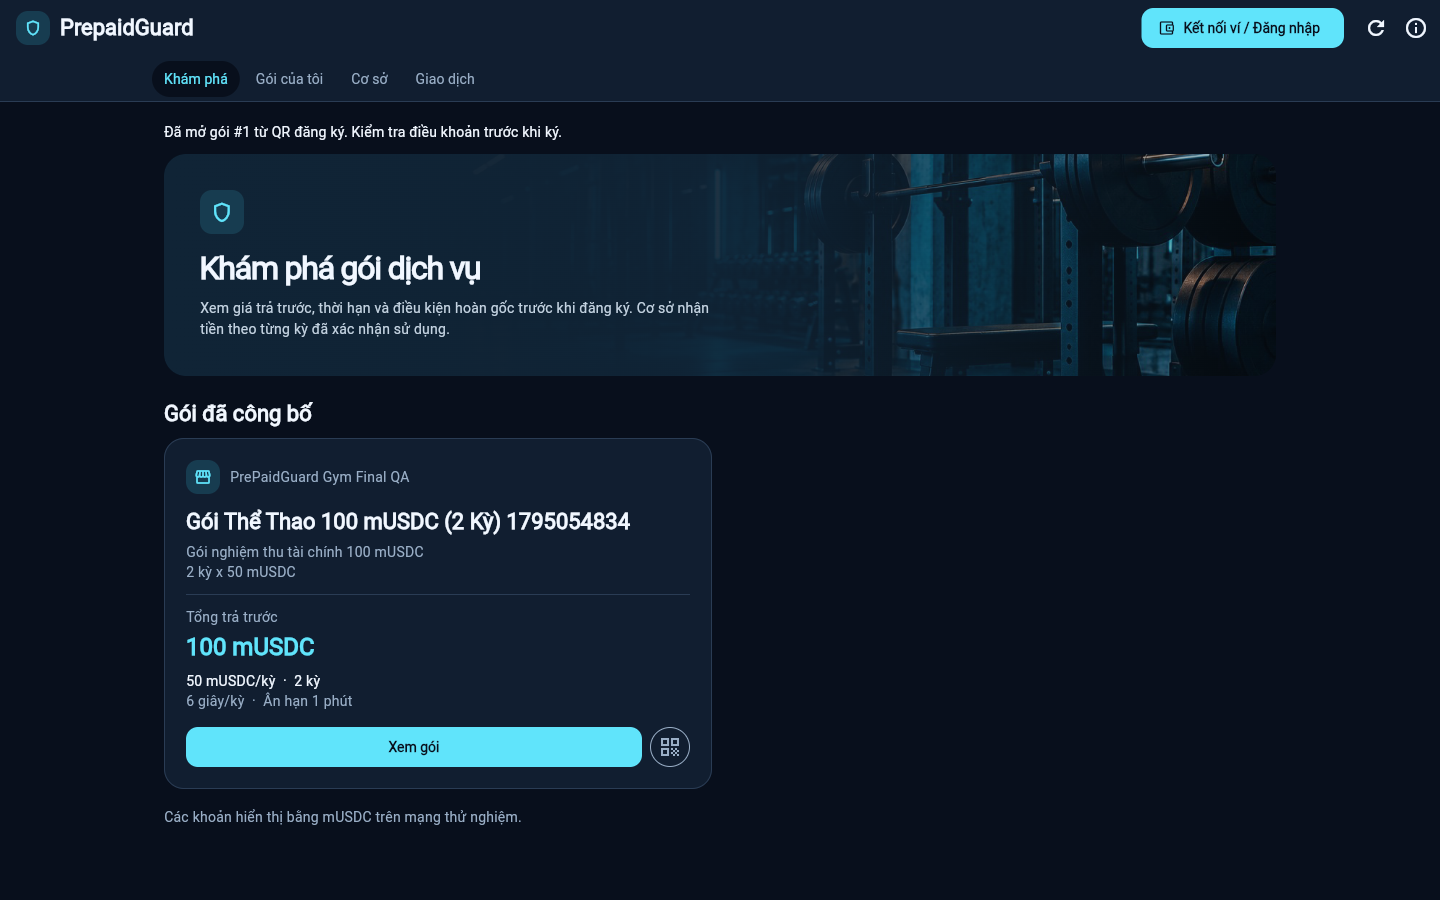 PrepaidGuard
Kết nối ví / Đăng nhập
Khám phá
Gói của tôi
Cơ sở
Giao dịch
Đã mở gói #1 từ QR đăng ký. Kiểm tra điều khoản trước khi ký.
Khám phá gói dịch vụ
Xem giá trả trước, thời hạn và điều kiện hoàn gốc trước khi đăng ký. Cơ sở nhận
tiền theo từng kỳ đã xác nhận sử dụng.
Gói đã công bố
PrePaidGuard Gym Final QA
Gói Thể Thao 100 mUSDC (2 Kỳ) 1795054834
Gói nghiệm thu tài chính 100 mUSDC
2 kỳ x 50 mUSDC
Tổng trả trước
100 mUSDC
50 mUSDC/kỳ · 2 kỳ
6 giây/kỳ · Ân hạn 1 phút
Xem gói
Các khoản hiển thị bằng mUSDC trên mạng thử nghiệm.